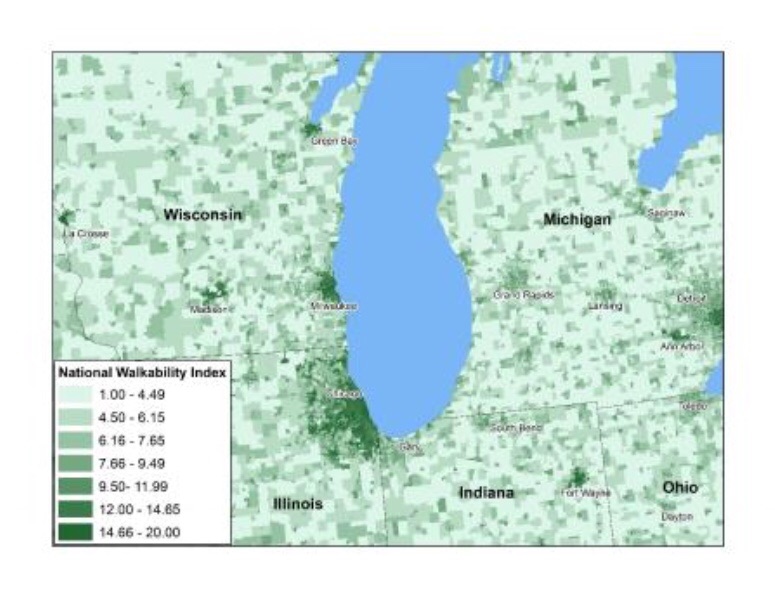 Green Bay
Wisconsin
Michigan
Saginaw
La Crosse
Grand Rapids
Lansing
Detroit
Madison
Milwaukee
Ann Arbor
National Walkability Index
1.00 - 4.49
4.50 - 6.15
6.16 - 7.65
7.66 - 9.49
9.50- 11.99
12.00 - 14.65
14.66 - 20.00
Chicago
Toledo
South Bend
Gary
Illinois
Indiana
Fort Wayne
Ohio
Dayton